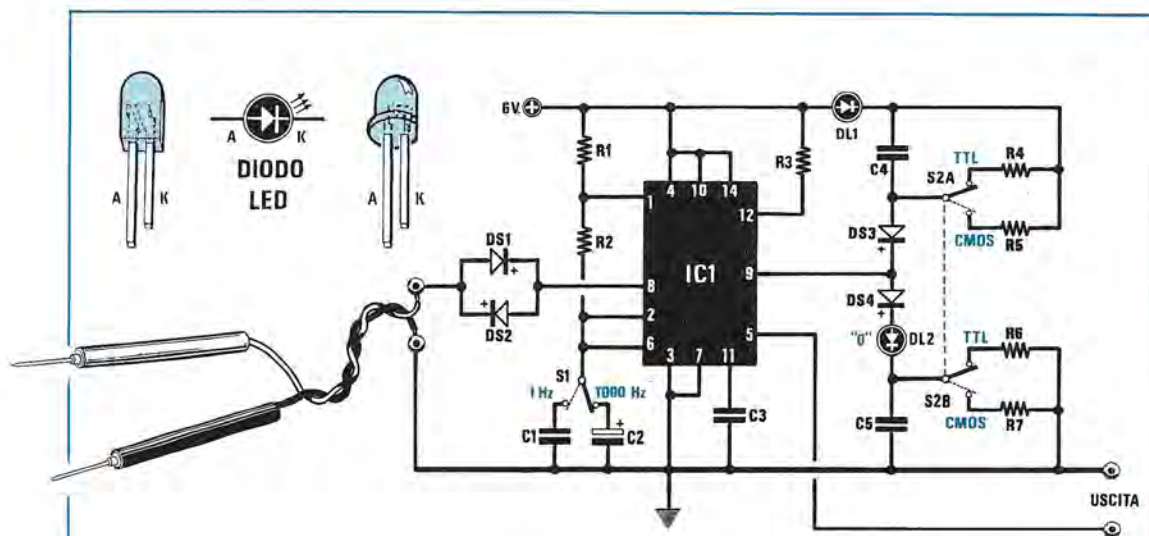 A
K
A
K
DIODO
LED
A
K
6V.
R1
R2
DS1
DS2
S1
1 Hz
1000 Hz
C1
+
C2
4
10
14
1
12
IC1
8
9
2
6
5
3
7
11
C3
R3
DL1
C4
TTL
S2A
R4
DS3
+
CMOS
R5
DS4
+
"0"
DL2
TTL
R6
S2B
CMOS
R7
C5
USCITA